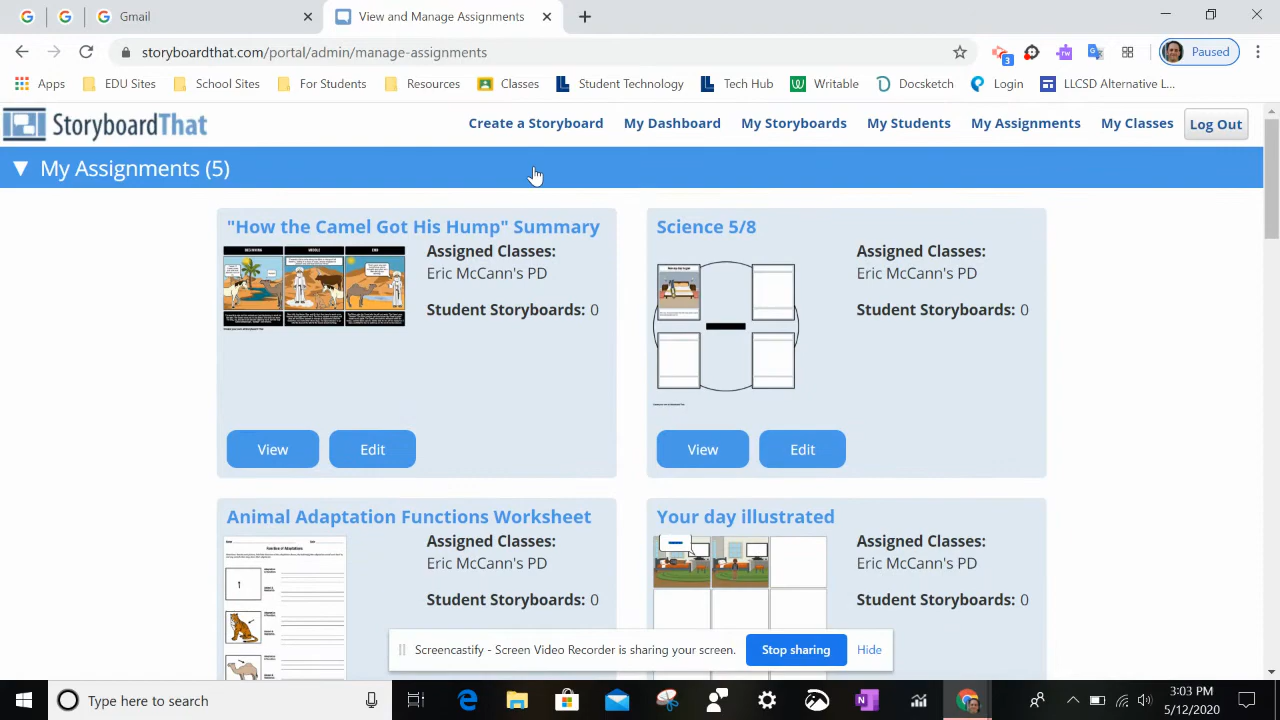 Gmail
View and Manage Assignments
storyboardthat.com/portal/admin/manage-assignments
3
Paused
Apps
EDU Sites
School Sites
For Students
Resources
Classes
Student Technology
Tech Hub
Writable
Docsketch
Login
LLCSD Alternative L...
StoryboardThat
Create a Storyboard
My Dashboard
My Storyboards
My Students
My Assignments
My Classes
Log Out
My Assignments (5)
"How the Camel Got His Hump" Summary
BEGINNING
MIDDLE
END
Assigned Classes:
Eric McCann's PD
Student Storyboards: 0
View
Edit
Science 5/8
Assigned Classes:
Eric McCann's PD
Student Storyboards: 0
View
Edit
Animal Adaptation Functions Worksheet
1
Assigned Classes:
Eric McCann's PD
Student Storyboards: 0
Your day illustrated
Assigned Classes:
Eric McCann's PD
Student Storyboards: 0
Screencastify - Screen Video Recorder is sharing your screen.
Stop sharing
Hide
Type here to search
3:03 PM
5/12/2020